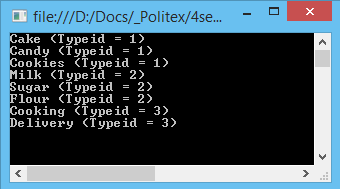 file:///D:/Docs/_Politex/4se...
Cake (Typeid = 1)
Candy (Typeid = 1)
Cookies (Typeid = 1)
Milk (Typeid = 2)
Sugar (Typeid = 2)
Flour (Typeid = 2)
Cooking (Typeid = 3)
Delivery (Typeid = 3)